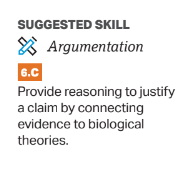 SUGGESTED SKILL
Argumentation
6.C
Provide reasoning to justify
a claim by connecting
evidence to biological
theories.